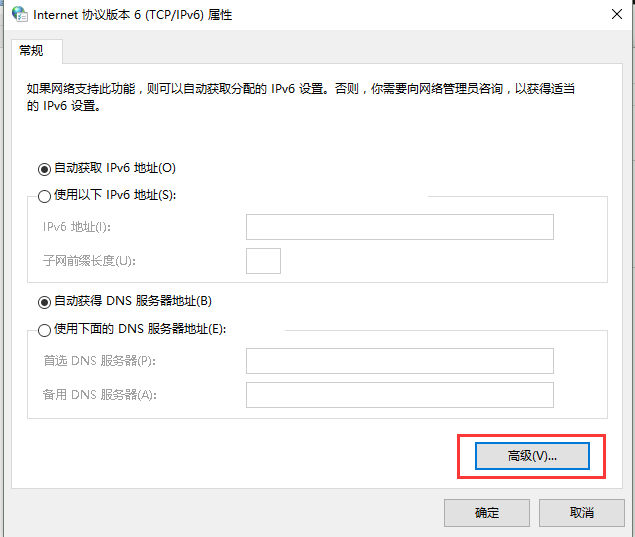 Internet 协议版本 6 (TCP/IPv6) 属性
常规
如果网络支持此功能，则可以自动获取分配的 IPv6 设置。否则，你需要向网络管理员咨询，以获得适当
的 IPv6 设置。
自动获取 IPv6 地址(O)
使用以下 IPv6 地址(S):
IPv6 地址(I):
子网前缀长度(U):
自动获得 DNS 服务器地址(B)
使用下面的 DNS 服务器地址(E):
首选 DNS 服务器(P):
备用 DNS 服务器(A):
高级(V)...
确定
取消